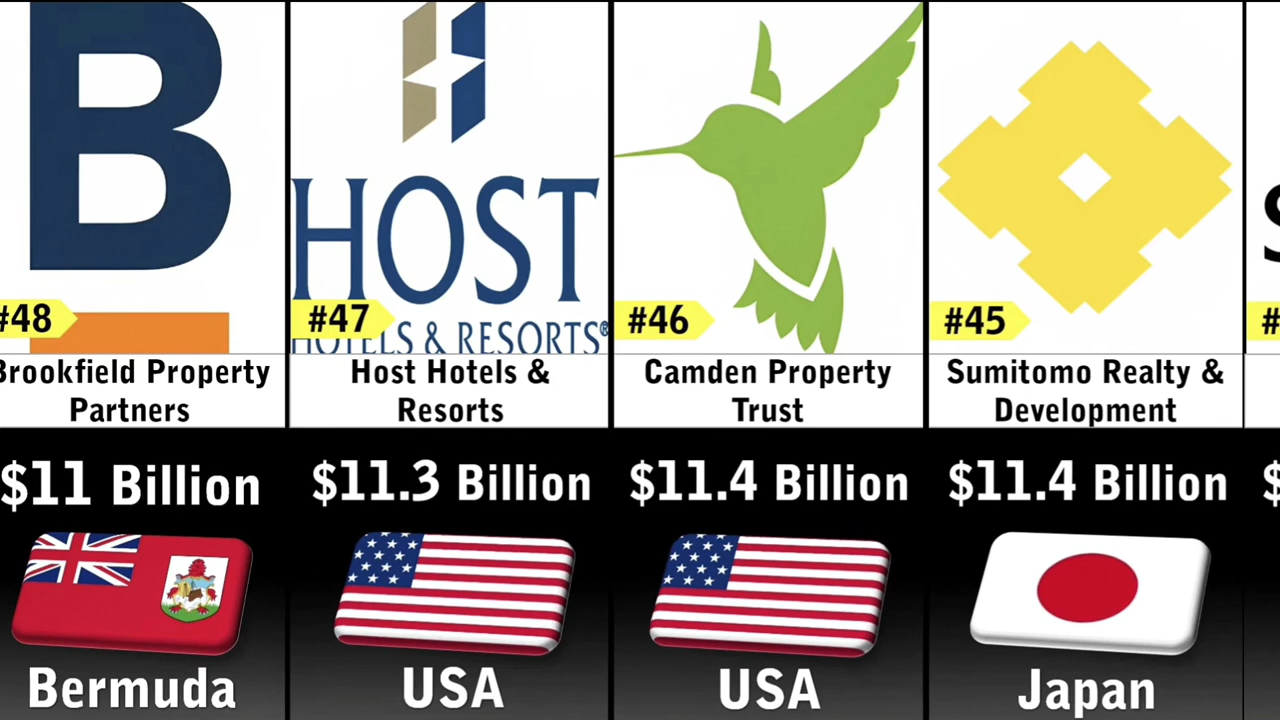 B
HOST
HOTELS & RESORTS®
#48
#47
#46
#45
#
Brookfield Property
Partners
Host Hotels &
Resorts
Camden Property
Trust
Sumitomo Realty &
Development
$11 Billion
$11.3 Billion
$11.4 Billion
$11.4 Billion
$
Bermuda
USA
USA
Japan